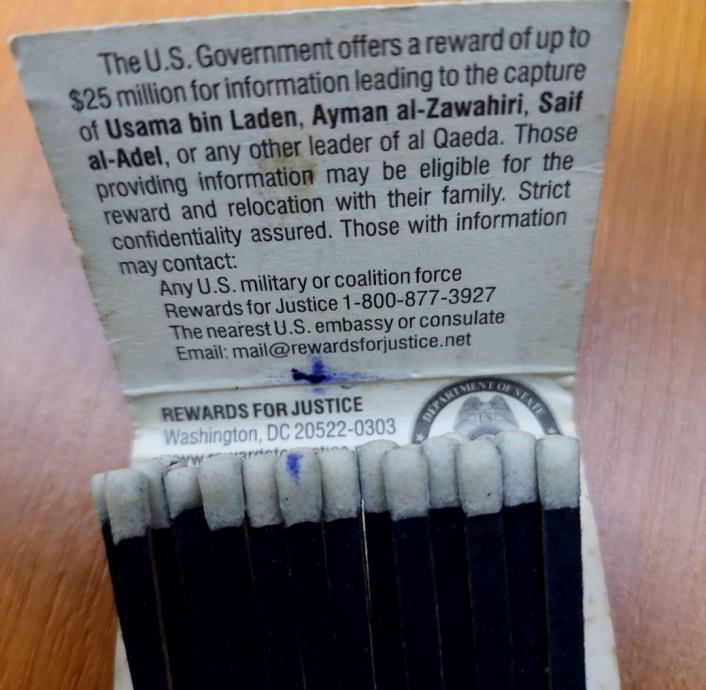 The U.S. Government offers a reward of up to
$25 million for information leading to the capture
of Usama bin Laden, Ayman al-Zawahiri, Saif
al-Adel, or any other leader of al Qaeda. Those
providing information may be eligible for the
reward and relocation with their family. Strict
confidentiality assured. Those with information
may contact:
Any U.S. military or coalition force
Rewards for Justice 1-800-877-3927
The nearest U.S. embassy or consulate
Email: mail@rewardsforjustice.net
REWARDS FOR JUSTICE
Washington, DC 20522-0303
DEPARTMENT OF STATE